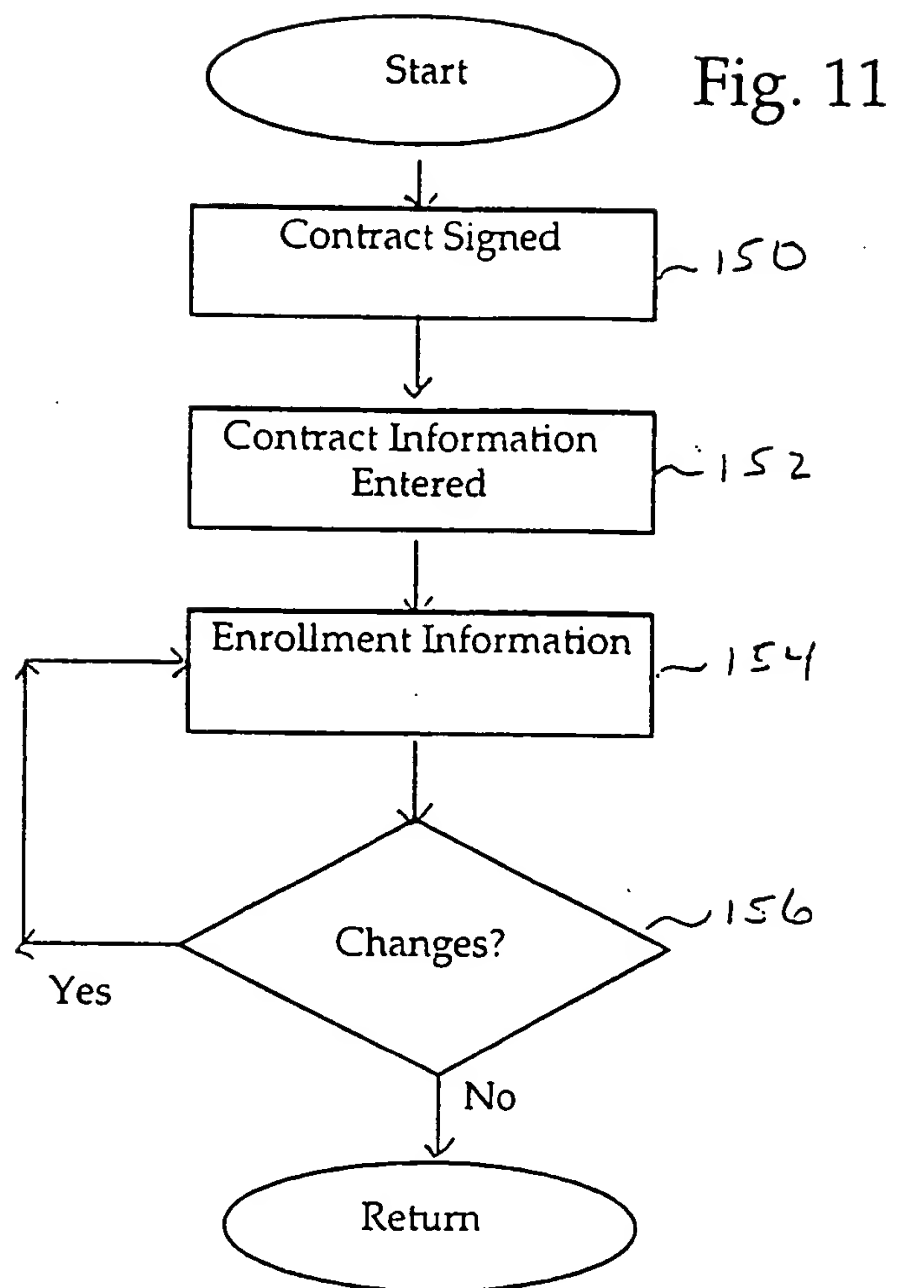 Start
Fig. 11
Contract Signed
150
Contract Information
Entered
152
Enrollment Information
154
Changes?
156
Yes
No
Return